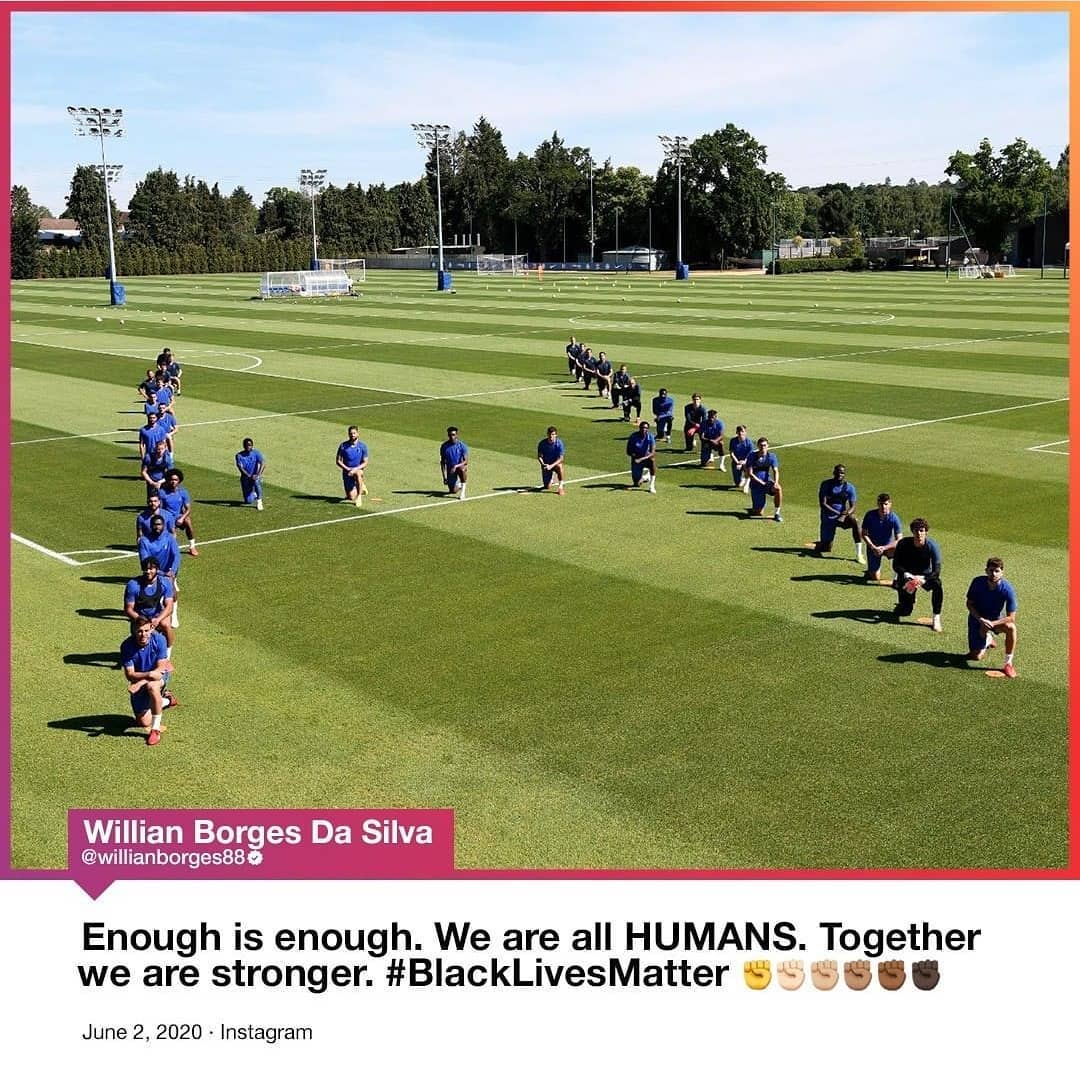 Willian Borges Da Silva
@willianborges88
Enough is enough. We are all HUMANS. Together
we are stronger. #BlackLivesMatter ✊✊🏻✊🏼✊🏽✊🏾✊🏿
June 2, 2020 · Instagram